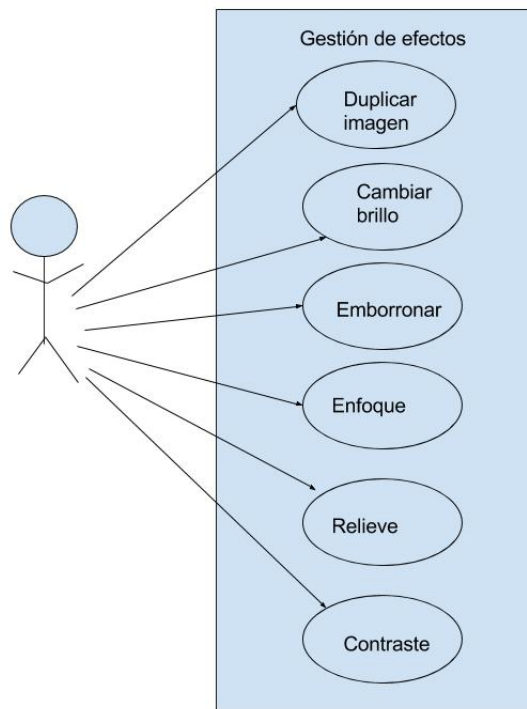 Gestión de efectos
Duplicar
imagen
Cambiar
brillo
Emborronar
Enfoque
Relieve
Contraste